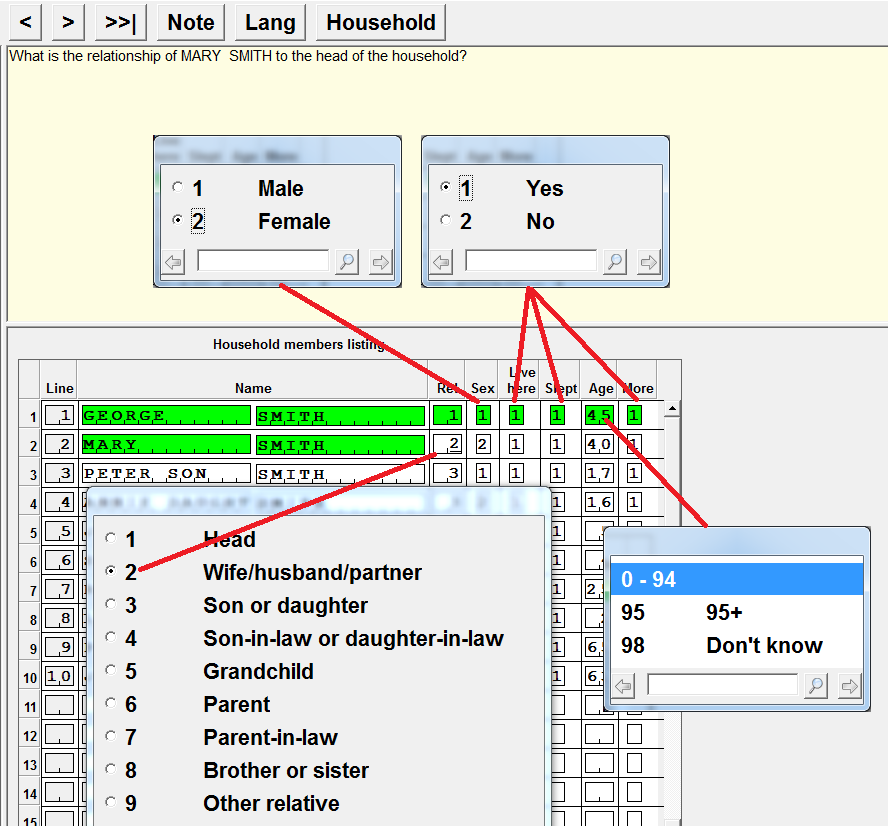 < > >>| Note Lang Household
What is the relationship of MARY SMITH to the head of the household?
1 Male
2 Female
1 Yes
2 No
Household members listing
Line Name Rel Sex Live here Slept Age More
1 1 GEORGE SMITH 1 1 1 1 45 1
2 2 MARY SMITH 2 2 1 1 40 1
3 3 PETER SON SMITH 3 1 1 1 17 1
4 4 1 16 1
5 5 1
6 6 1
7 7 1 2
8 8 1
9 9 1 6
10 10 1 6
11
12
13
14
15
1 Head
2 Wife/husband/partner
3 Son or daughter
4 Son-in-law or daughter-in-law
5 Grandchild
6 Parent
7 Parent-in-law
8 Brother or sister
9 Other relative
0 - 94
95 95+
98 Don't know